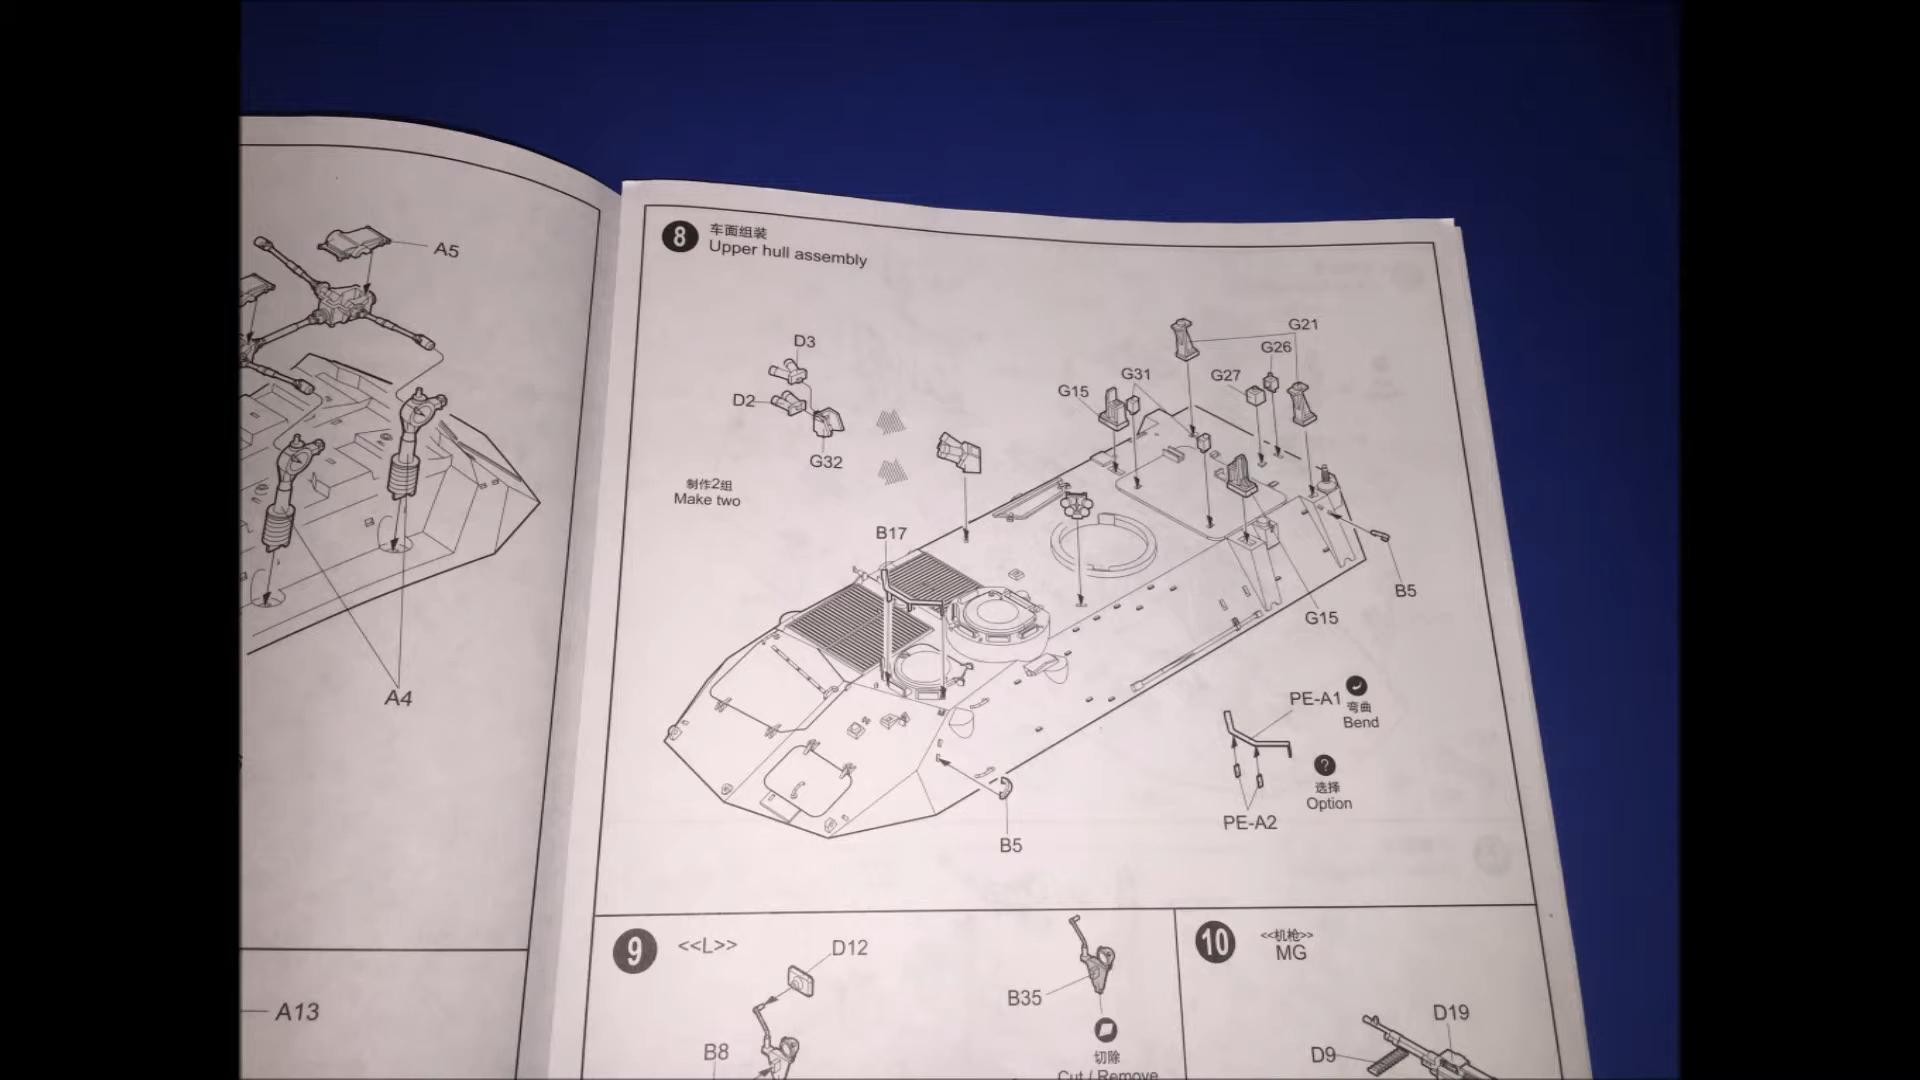 A5
A4
A13
8
车面组装
Upper hull assembly
D3
D2
G32
制作2组
Make two
B17
G15
G31
G21
G26
G27
B5
G15
PE-A1
弯曲
Bend
?
选择
Option
PE-A2
B5
9
<<L>>
D12
B8
B35
切除
Cut / Remove
10
<<机枪>>
MG
D19
D9